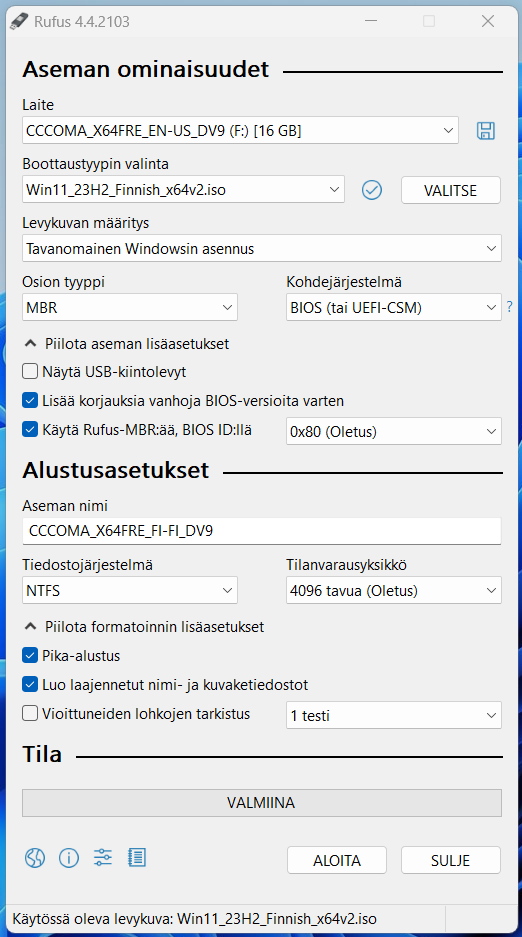 Rufus 4.4.2103
Aseman ominaisuudet
Laite
CCCOMA_X64FRE_EN-US_DV9 (F:) [16 GB]
Boottaustyypin valinta
Win11_23H2_Finnish_x64v2.iso
VALITSE
Levykuvan määritys
Tavanomainen Windowsin asennus
Osion tyyppi Kohdejärjestelmä
MBR BIOS (tai UEFI-CSM) ?
Piilota aseman lisäasetukset
Näytä USB-kiintolevyt
Lisää korjauksia vanhoja BIOS-versioita varten
Käytä Rufus-MBR:ää, BIOS ID:llä 0x80 (Oletus)
Alustusasetukset
Aseman nimi
CCCOMA_X64FRE_FI-FI_DV9
Tiedostojärjestelmä Tilanvarausyksikkö
NTFS 4096 tavua (Oletus)
Piilota formatoinnin lisäasetukset
Pika-alustus
Luo laajennetut nimi- ja kuvaketiedostot
Vioittuneiden lohkojen tarkistus 1 testi
Tila
VALMIINA
ALOITA SULJE
Käytössä oleva levykuva: Win11_23H2_Finnish_x64v2.iso